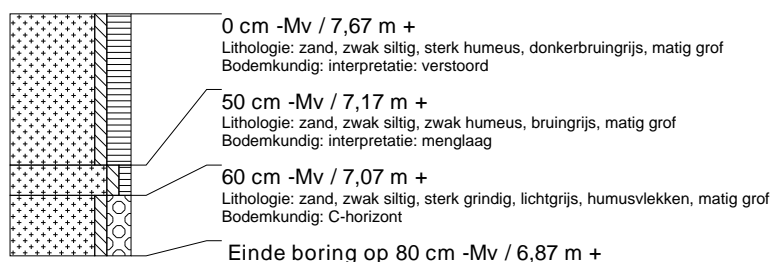 0 cm -Mv / 7,67 m +
Lithologie: zand, zwak siltig, sterk humeus, donkerbruingrijs, matig grof
Bodemkundig: interpretatie: verstoord
50 cm -Mv / 7,17 m +
Lithologie: zand, zwak siltig, zwak humeus, bruingrijs, matig grof
Bodemkundig: interpretatie: menglaag
60 cm -Mv / 7,07 m +
Lithologie: zand, zwak siltig, sterk grindig, lichtgrijs, humusvlekken, matig grof
Bodemkundig: C-horizont
Einde boring op 80 cm -Mv / 6,87 m +